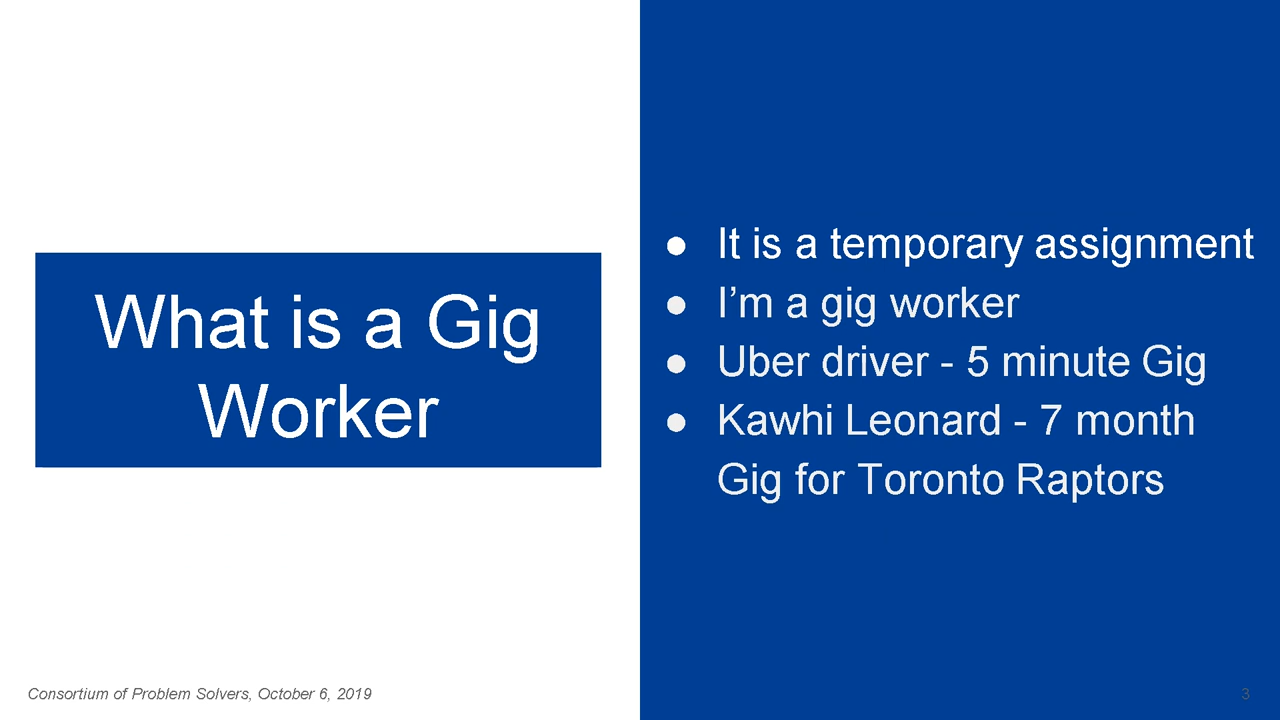 What is a Gig
Worker
● It is a temporary assignment
● I’m a gig worker
● Uber driver - 5 minute Gig
● Kawhi Leonard - 7 month
Gig for Toronto Raptors
Consortium of Problem Solvers, October 6, 2019
3